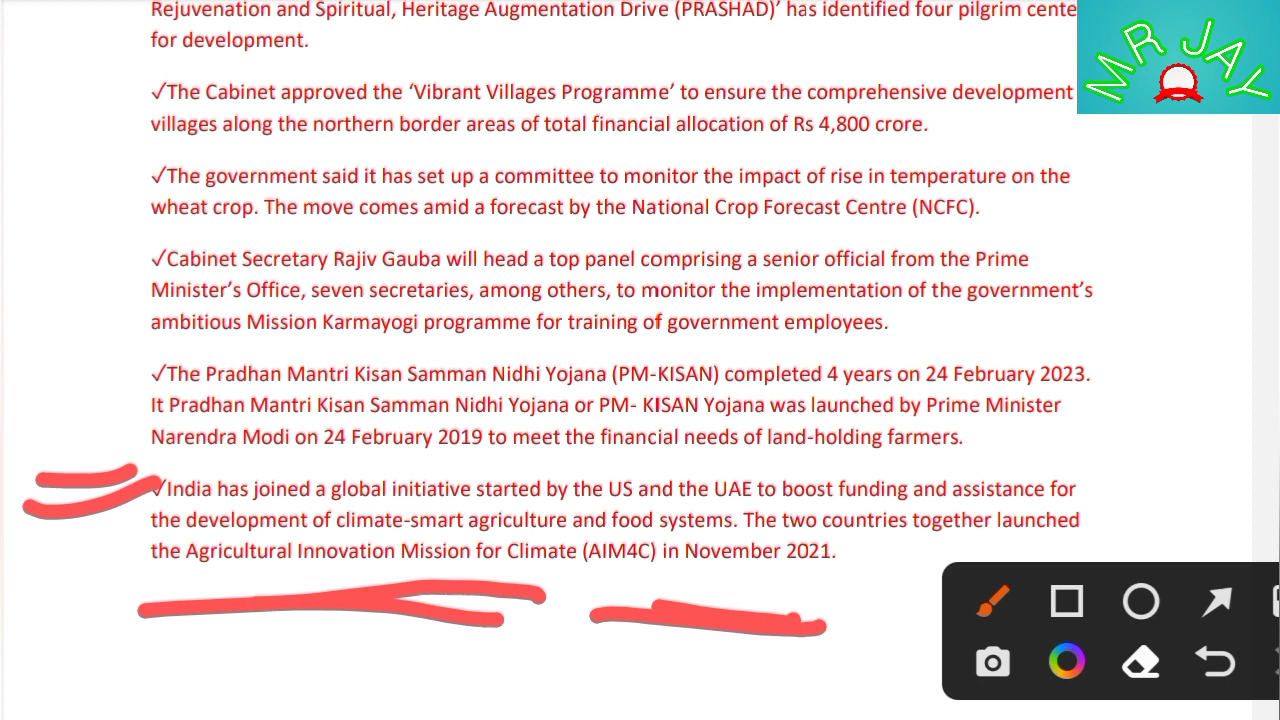 Rejuvenation and Spiritual, Heritage Augmentation Drive (PRASHAD)’ has identified four pilgrim cente
for development.
✓The Cabinet approved the ‘Vibrant Villages Programme’ to ensure the comprehensive development
villages along the northern border areas of total financial allocation of Rs 4,800 crore.
✓The government said it has set up a committee to monitor the impact of rise in temperature on the
wheat crop. The move comes amid a forecast by the National Crop Forecast Centre (NCFC).
✓Cabinet Secretary Rajiv Gauba will head a top panel comprising a senior official from the Prime
Minister’s Office, seven secretaries, among others, to monitor the implementation of the government’s
ambitious Mission Karmayogi programme for training of government employees.
✓The Pradhan Mantri Kisan Samman Nidhi Yojana (PM-KISAN) completed 4 years on 24 February 2023.
It Pradhan Mantri Kisan Samman Nidhi Yojana or PM- KISAN Yojana was launched by Prime Minister
Narendra Modi on 24 February 2019 to meet the financial needs of land-holding farmers.
✓India has joined a global initiative started by the US and the UAE to boost funding and assistance for
the development of climate-smart agriculture and food systems. The two countries together launched
the Agricultural Innovation Mission for Climate (AIM4C) in November 2021.
MR JAY